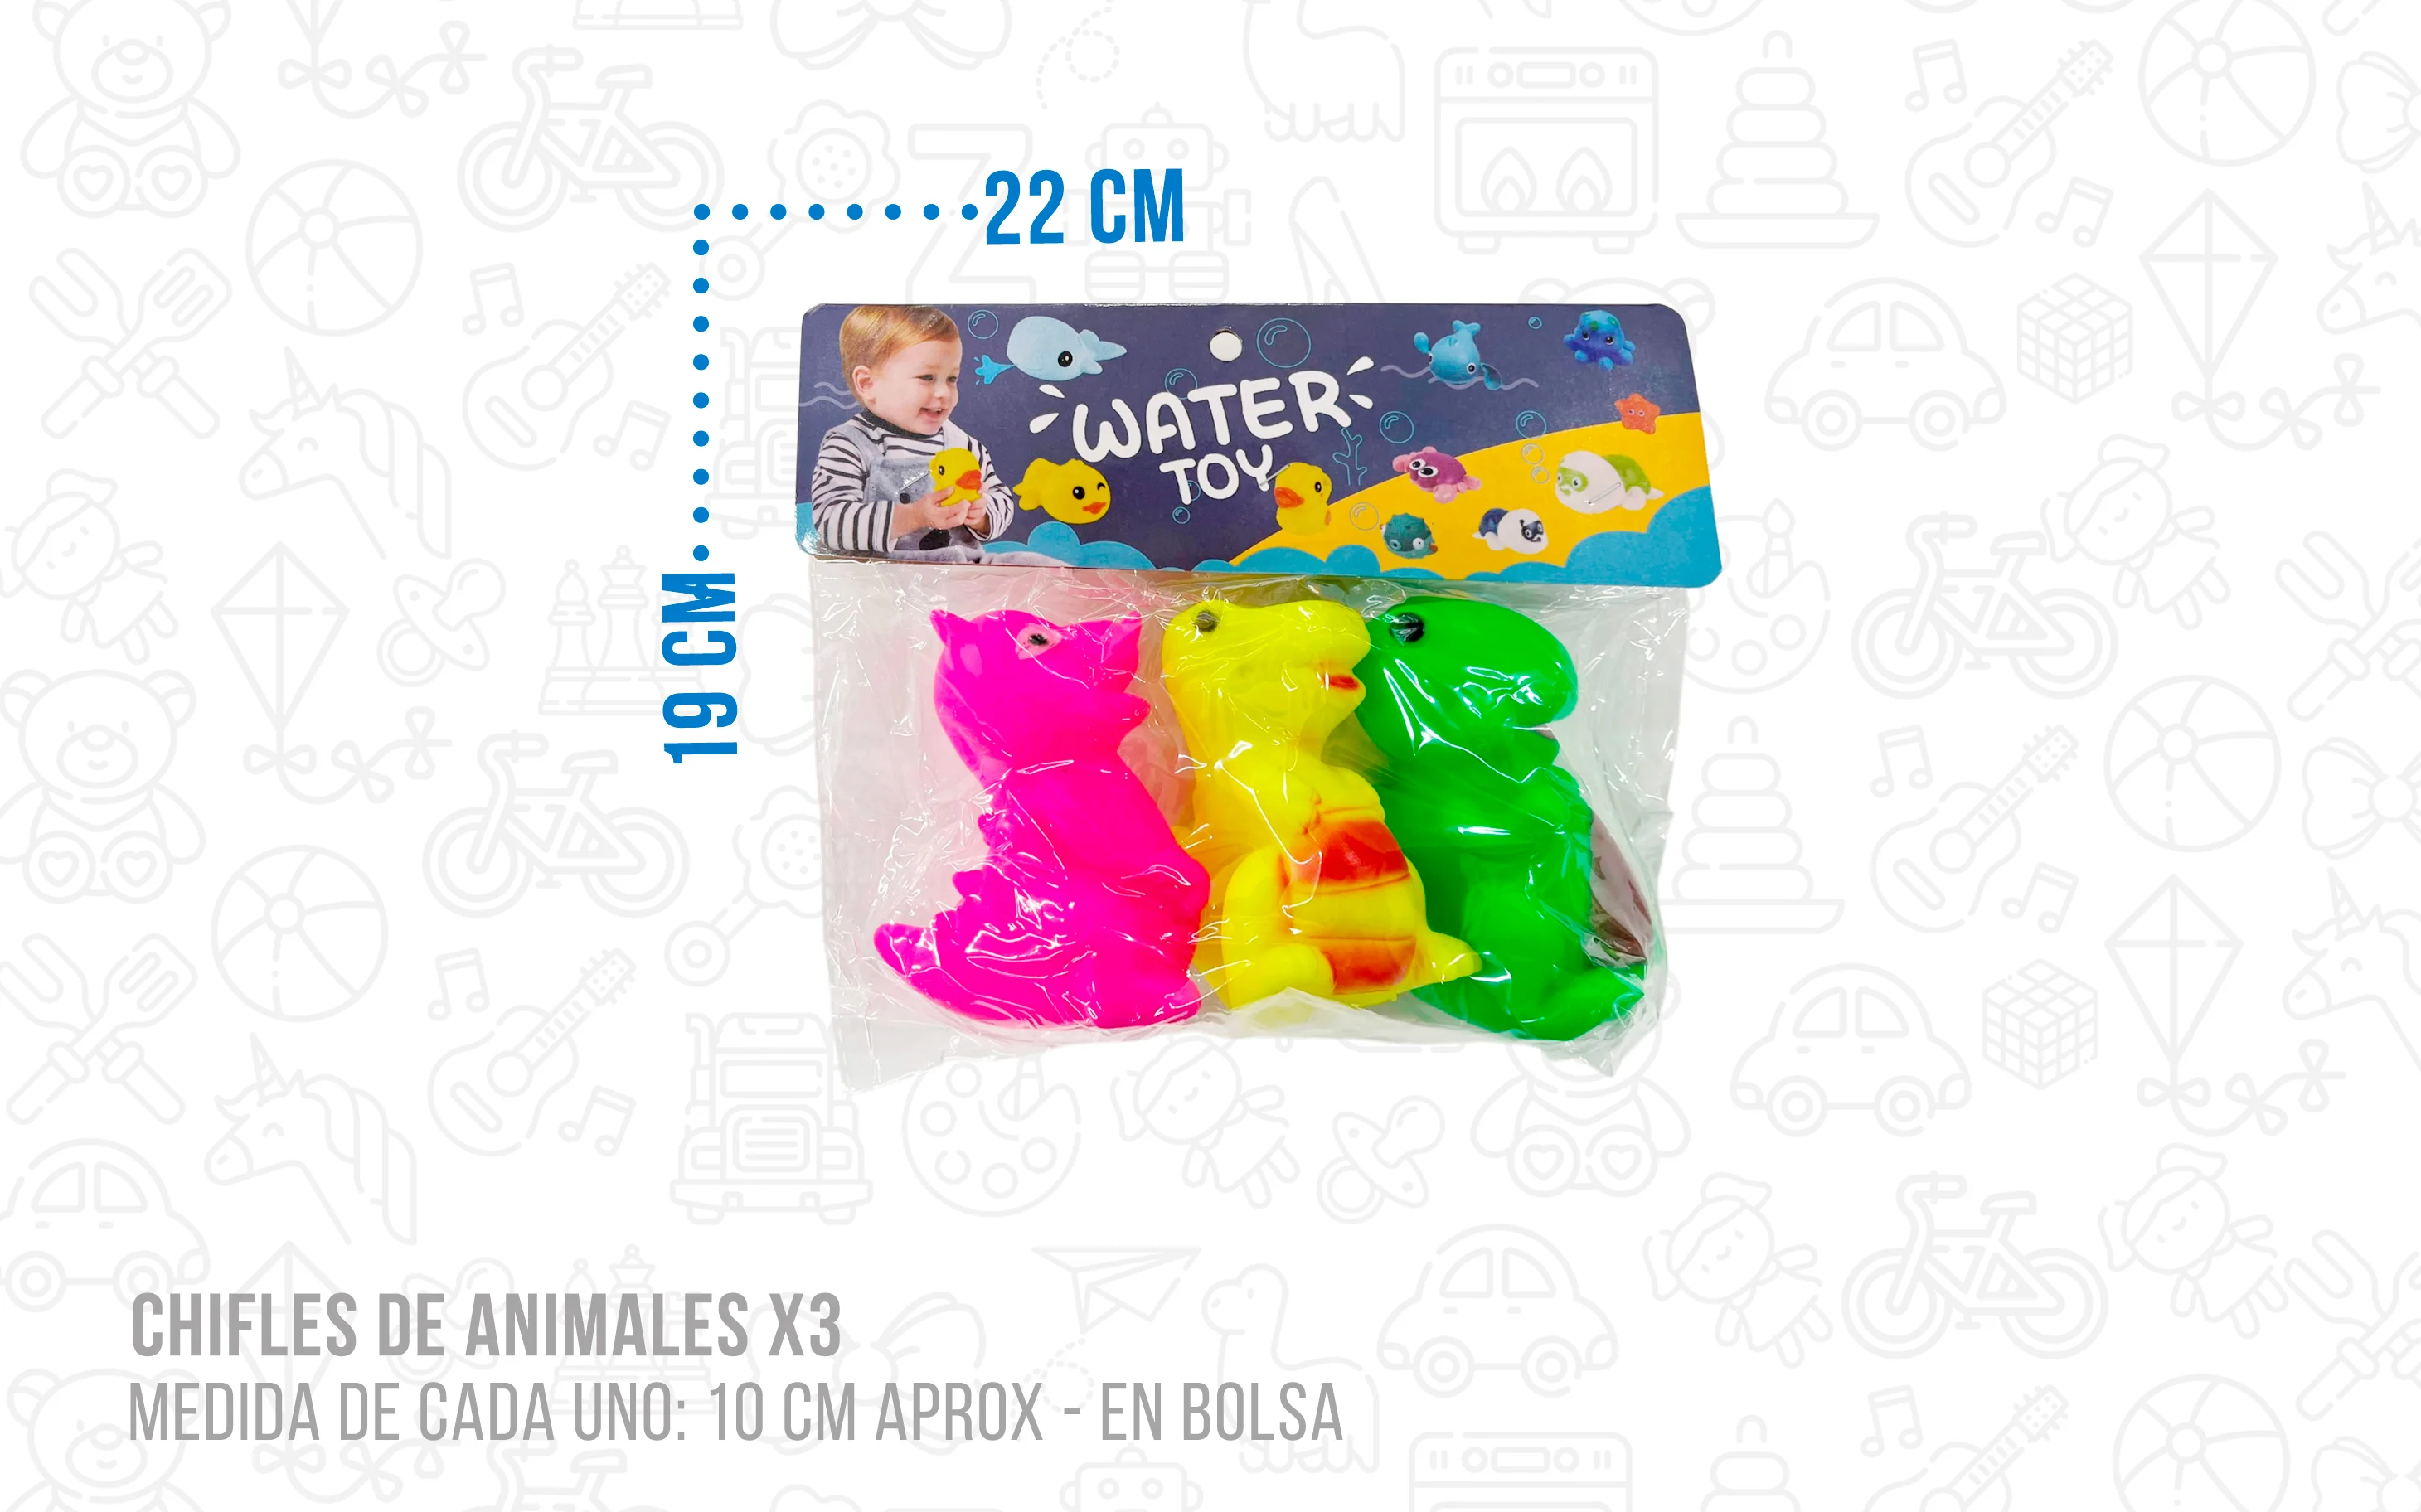 22 CM
19 CM
WATER
TOY
CHIFLES DE ANIMALES X3
MEDIDA DE CADA UNO: 10 CM APROX - EN BOLSA